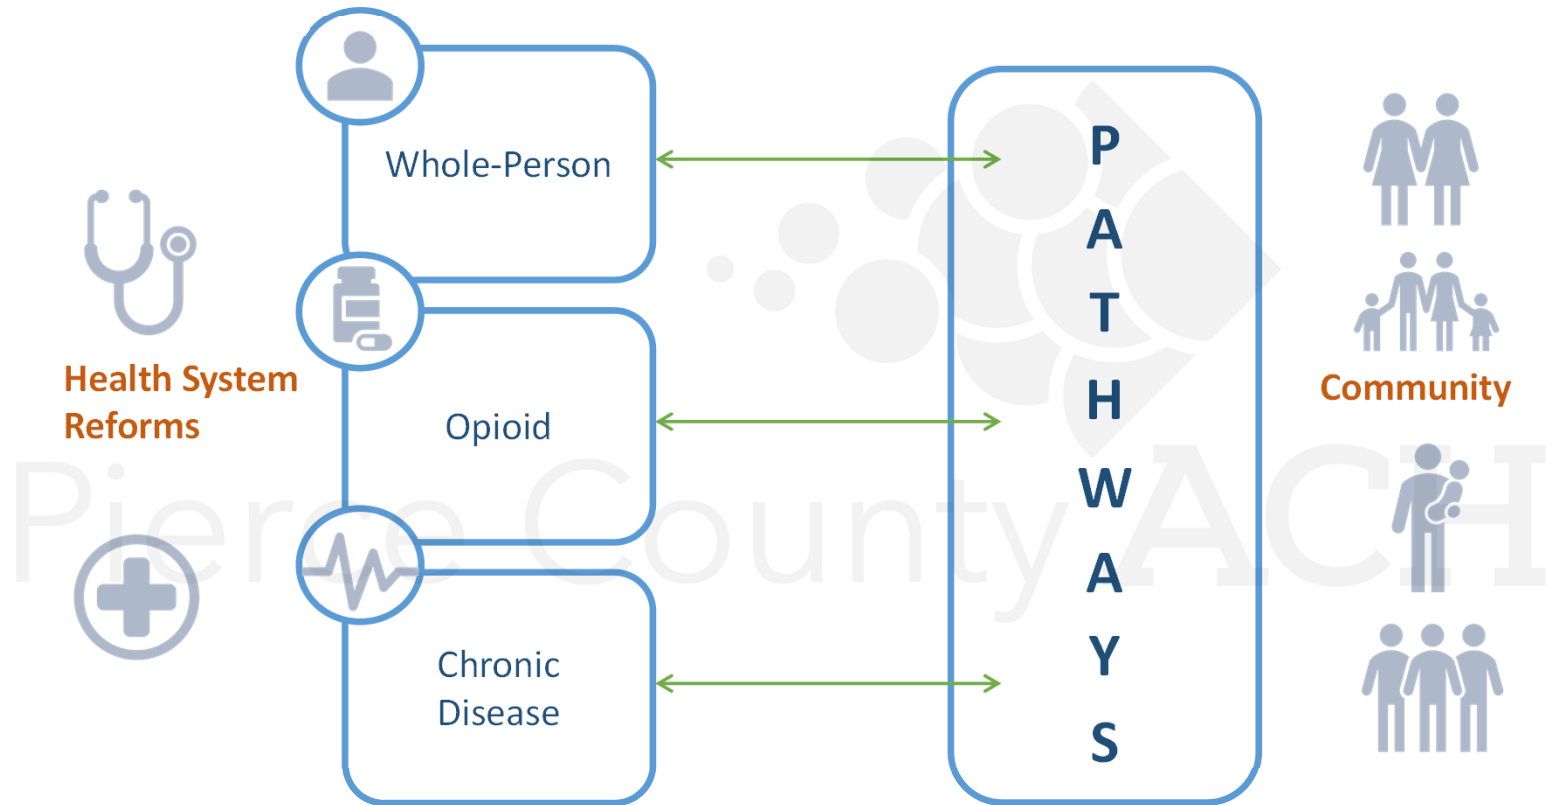 Health System
Reforms
Whole-Person
Opioid
Chronic
Disease
P
A
T
H
W
A
Y
S
Community
Pierce County ACH